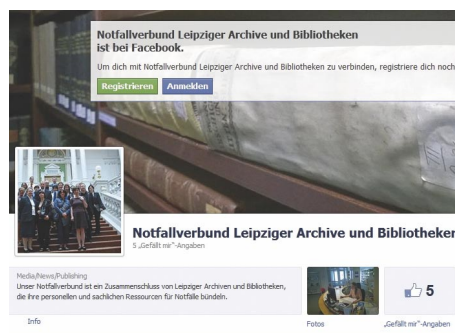 Notfallverbund Leipziger Archive und Bibliotheken
ist bei Facebook.
Um dich mit Notfallverbund Leipziger Archive und Bibliotheken zu verbinden, registriere dich noch
Registrieren Anmelden
Notfallverbund Leipziger Archive und Bibliotheken
5 „Gefällt mir“-Angaben
Media/News/Publishing
Unser Notfallverbund ist ein Zusammenschluss von Leipziger Archiven und Bibliotheken,
die ihre personellen und sachlichen Ressourcen für Notfälle bündeln.
5
Info
Fotos
„Gefällt mir“-Angaben